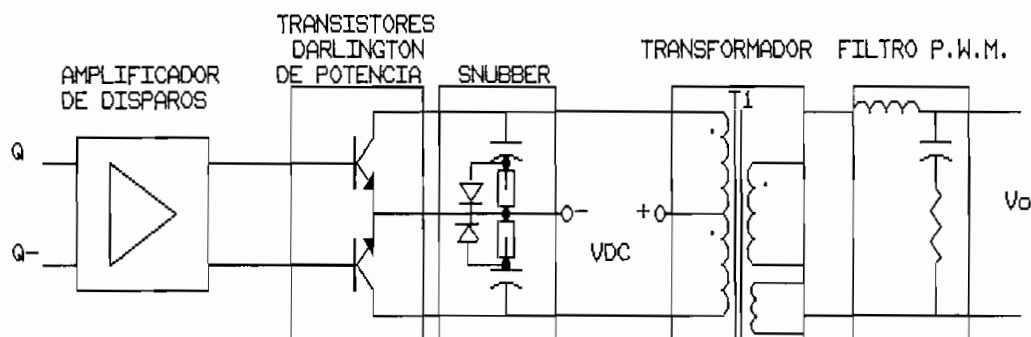 TRANSISTORES
DARLINGTON
DE POTENCIA
AMPLIFICADOR
DE DISPAROS
SNUBBER
TRANSFORMADOR
FILTRO P.W.M.
T1
Q
Q-
-
+
VDC
Vo